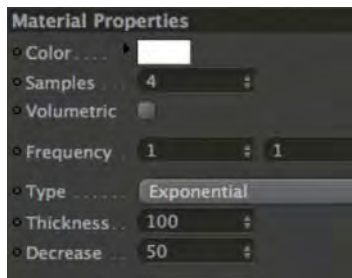 Material Properties
Color....
Samples .. 4
Volumetric
Frequency . 1 1
Type ...... Exponential
Thickness.. 100
Decrease .. 50